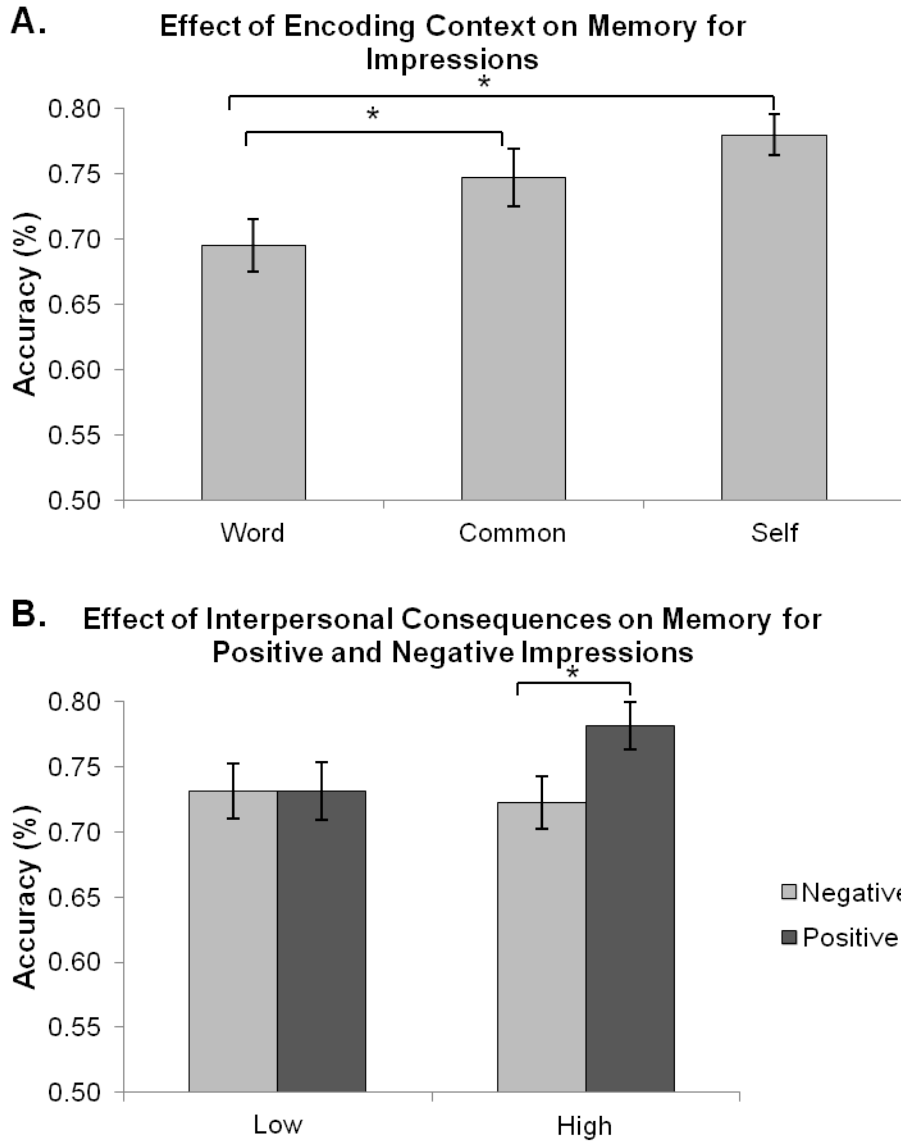 A. Effect of Encoding Context on Memory for
Impressions
*
*
0.80
0.75
0.70
0.65
0.60
0.55
0.50
Accuracy (%)
Word Common Self
B. Effect of Interpersonal Consequences on Memory for
Positive and Negative Impressions
*
0.80
0.75
0.70
0.65
0.60
0.55
0.50
Accuracy (%)
Negative
Positive
Low High